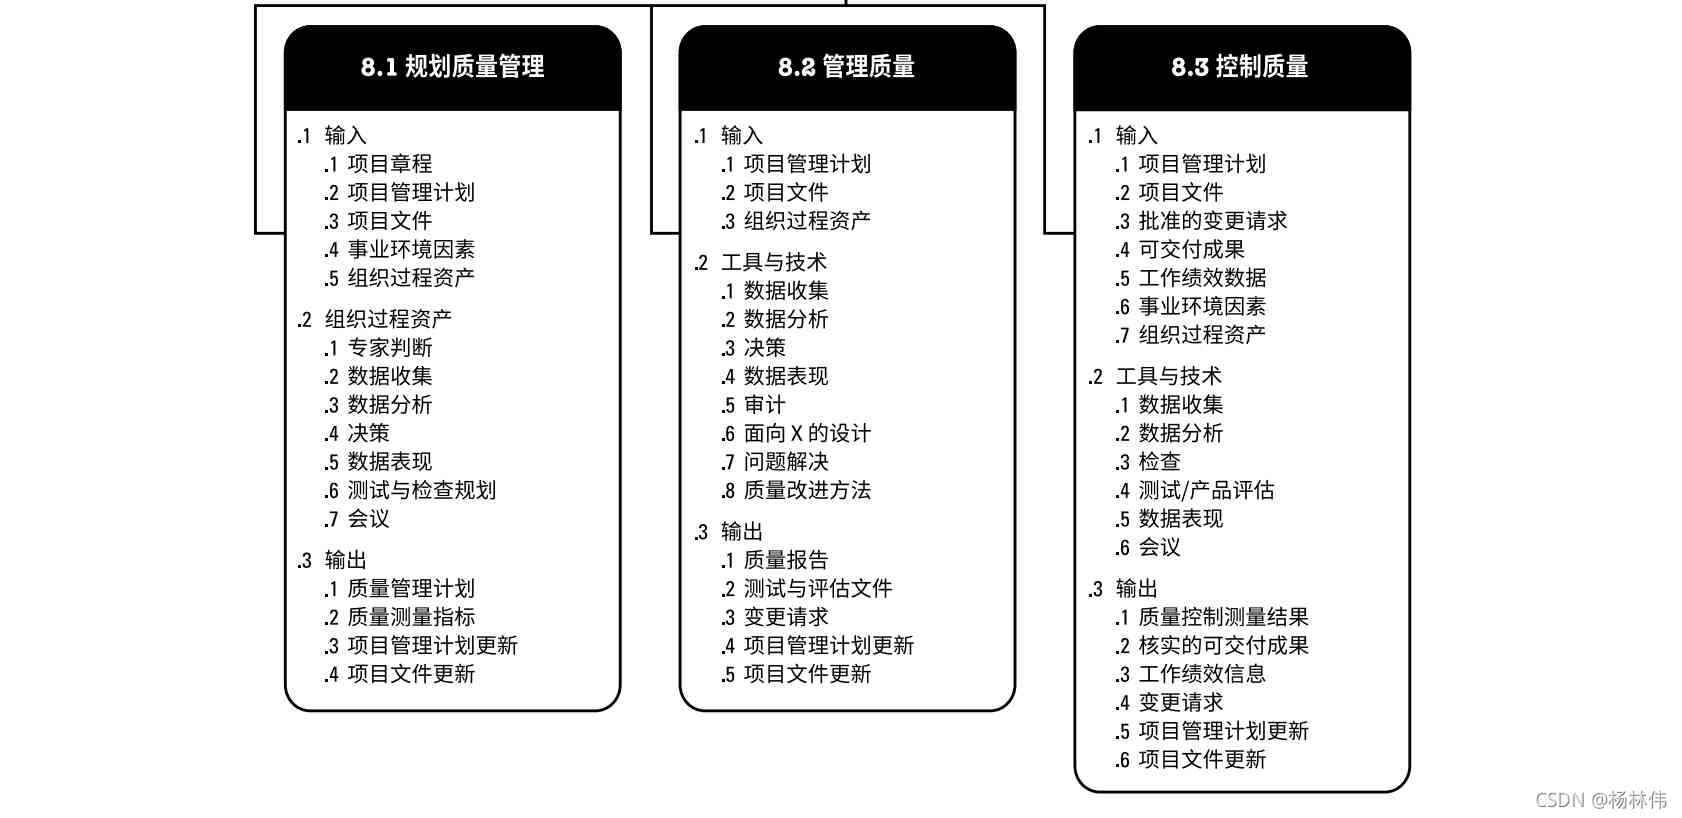 8.1 规划质量管理
.1 输入
.1 项目章程
.2 项目管理计划
.3 项目文件
.4 事业环境因素
.5 组织过程资产
.2 组织过程资产
.1 专家判断
.2 数据收集
.3 数据分析
.4 决策
.5 数据表现
.6 测试与检查规划
.7 会议
.3 输出
.1 质量管理计划
.2 质量测量指标
.3 项目管理计划更新
.4 项目文件更新
8.2 管理质量
.1 输入
.1 项目管理计划
.2 项目文件
.3 组织过程资产
.2 工具与技术
.1 数据收集
.2 数据分析
.3 决策
.4 数据表现
.5 审计
.6 面向 X 的设计
.7 问题解决
.8 质量改进方法
.3 输出
.1 质量报告
.2 测试与评估文件
.3 变更请求
.4 项目管理计划更新
.5 项目文件更新
8.3 控制质量
.1 输入
.1 项目管理计划
.2 项目文件
.3 批准的变更请求
.4 可交付成果
.5 工作绩效数据
.6 事业环境因素
.7 组织过程资产
.2 工具与技术
.1 数据收集
.2 数据分析
.3 检查
.4 测试/产品评估
.5 数据表现
.6 会议
.3 输出
.1 质量控制测量结果
.2 核实的可交付成果
.3 工作绩效信息
.4 变更请求
.5 项目管理计划更新
.6 项目文件更新
CSDN @杨林伟